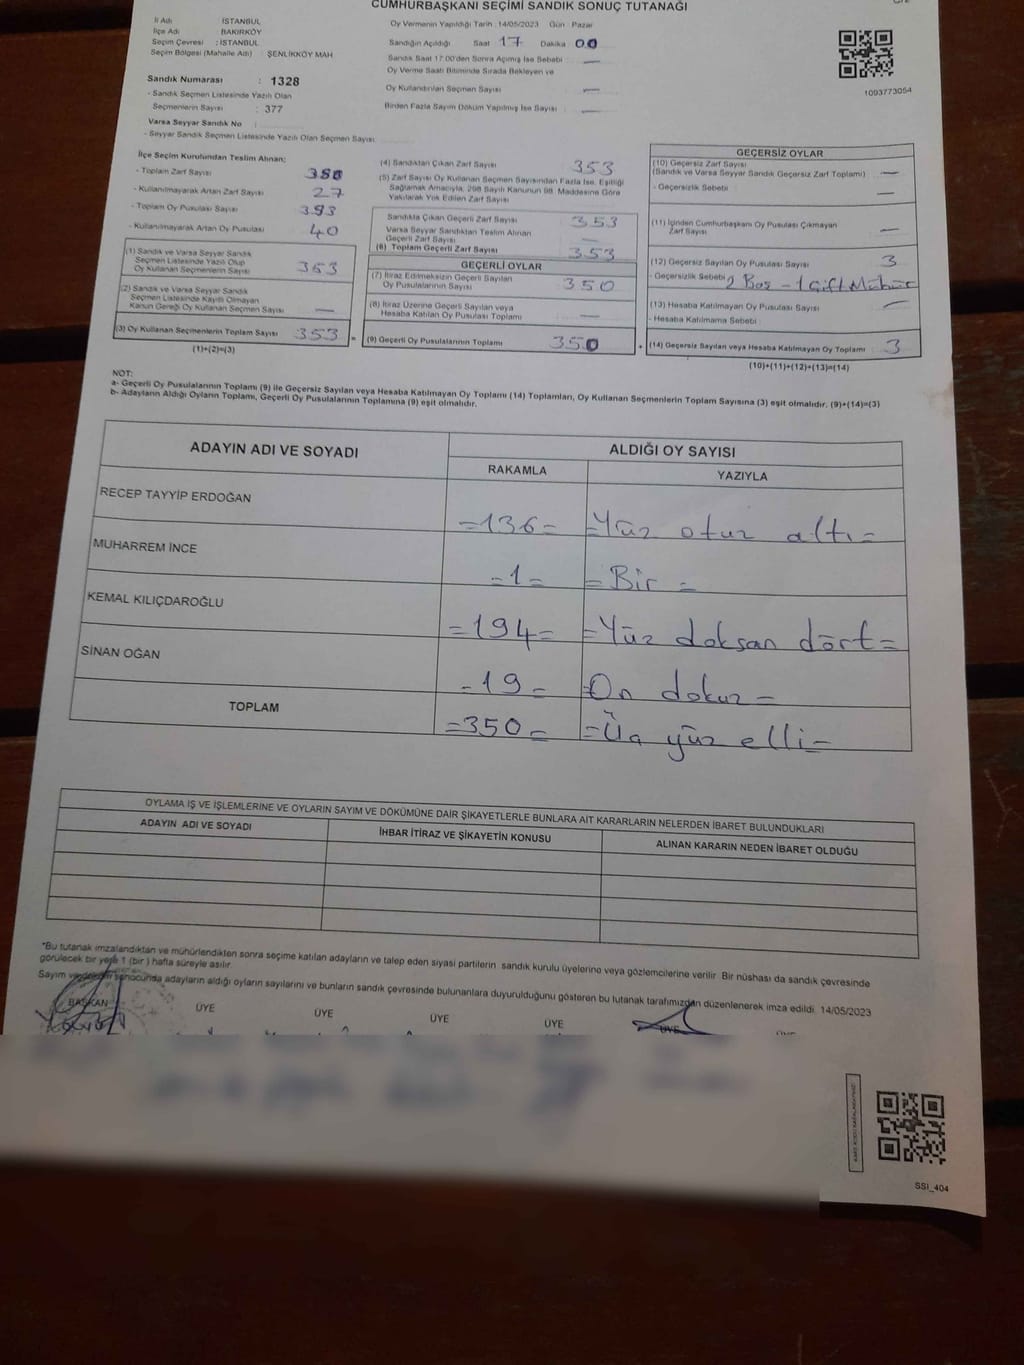 CUMHURBAŞKANI SEÇİMİ SANDIK SONUÇ TUTANAĞI
İl Adı : İSTANBUL
İlçe Adı : BAKIRKÖY
Seçim Çevresi : İSTANBUL
Seçim Bölgesi (Mahalle Adı) : ŞENLİKKÖY MAH
Sandık Numarası : 1328
- Sandık Seçmen Listesinde Yazılı Olan
Seçmenlerin Sayısı : 377
Varsa Seyyar Sandık No :
- Seyyar Sandık Seçmen Listesinde Yazılı Olan Seçmen Sayısı:
Oy Vermenin Yapıldığı Tarih :14/05/2023 Gün : Pazar
Sandığın Açıldığı Saat 17 Dakika 00
Sandık Saat 17:00'den Sonra Açılmış İse Sebebi —
Oy Verme Saati Bitiminde Sırada Bekleyen ve
Oy Kullandırılan Seçmen Sayısı —
Birden Fazla Sayım Döküm Yapılmış İse Sayısı —
1093773054
İlçe Seçim Kurulundan Teslim Alınan;
- Toplam Zarf Sayısı 380
- Kullanılmayarak Artan Zarf Sayısı 27
- Toplam Oy Pusulası Sayısı 393
- Kullanılmayarak Artan Oy Pusulası 40
(1) Sandık ve Varsa Seyyar Sandık
Seçmen Listesinde Yazılı Olup
Oy Kullanan Seçmenlerin Sayısı 353
(2) Sandık ve Varsa Seyyar Sandık
Seçmen Listesinde Kayıtlı Olmayan
Kanun Gereği Oy Kullanan Seçmen Sayısı —
(3) Oy Kullanan Seçmenlerin Toplam Sayısı 353 =
(1)+(2)=(3)
(4) Sandıktan Çıkan Zarf Sayısı 353
(5) Zarf Sayısı Oy Kullanan Seçmen Sayısından Fazla İse, Eşitliği
Sağlamak Amacıyla, 298 Sayılı Kanunun 98. Maddesine Göre
Yakılarak Yok Edilen Zarf Sayısı
Sandıkta Çıkan Geçerli Zarf Sayısı 353
Varsa Seyyar Sandıktan Teslim Alınan
Geçerli Zarf Sayısı —
(6) Toplam Geçerli Zarf Sayısı 353
GEÇERLİ OYLAR
(7) İtiraz Edilmeksizin Geçerli Sayılan
Oy Pusulalarının Sayısı 350
(8) İtiraz Üzerine Geçerli Sayılan veya
Hesaba Katılan Oy Pusulası Toplamı —
(9) Geçerli Oy Pusulalarının Toplamı 350 +
GEÇERSİZ OYLAR
(10) Geçersiz Zarf Sayısı
(Sandık ve Varsa Seyyar Sandık Geçersiz Zarf Toplamı) —
- Geçersizlik Sebebi : —
(11) İçinden Cumhurbaşkanı Oy Pusulası Çıkmayan
Zarf Sayısı —
(12) Geçersiz Sayılan Oy Pusulası Sayısı 3
- Geçersizlik Sebebi : 2 Boş - 1 Çift Mühür
(13) Hesaba Katılmayan Oy Pusulası Sayısı —
- Hesaba Katılmama Sebebi :
(14) Geçersiz Sayılan veya Hesaba Katılmayan Oy Toplamı 3
(10)+(11)+(12)+(13)=(14)
NOT:
a- Geçerli Oy Pusulalarının Toplamı (9) ile Geçersiz Sayılan veya Hesaba Katılmayan Oy Toplamı (14) Toplamları, Oy Kullanan Seçmenlerin Toplam Sayısına (3) eşit olmalıdır. (9)+(14)=(3)
b- Adayların Aldığı Oyların Toplamı, Geçerli Oy Pusulalarının Toplamına (9) eşit olmalıdır.
ADAYIN ADI VE SOYADI ALDIĞI OY SAYISI
RAKAMLA YAZIYLA
RECEP TAYYİP ERDOĞAN =136= =Yüz otuz altı=
MUHARREM İNCE =1= =Bir=
KEMAL KILIÇDAROĞLU =194= =Yüz doksan dört=
SİNAN OĞAN =19= =On dokuz=
TOPLAM =350= =Üç yüz elli=
OYLAMA İŞ VE İŞLEMLERİNE VE OYLARIN SAYIM VE DÖKÜMÜNE DAİR ŞİKAYETLERLE BUNLARA AİT KARARLARIN NELERDEN İBARET BULUNDUKLARI
ADAYIN ADI VE SOYADI İHBAR İTİRAZ VE ŞİKAYETİN KONUSU ALINAN KARARIN NEDEN İBARET OLDUĞU
*Bu tutanak imzalandıktan ve mühürlendikten sonra seçime katılan adayların ve talep eden siyasi partilerin sandık kurulu üyelerine veya gözlemcilerine verilir. Bir nüshası da sandık çevresinde
görülecek bir yere 1 (bir ) hafta süreyle asılır.
Sayım ve döküm sonucunda adayların aldığı oyların sayılarını ve bunların sandık çevresinde bulunanlara duyurulduğunu gösteren bu tutanak tarafımızdan düzenlenerek imza edildi. 14/05/2023
BAŞKAN ÜYE ÜYE ÜYE ÜYE ÜYE ÜYE
SSI_404